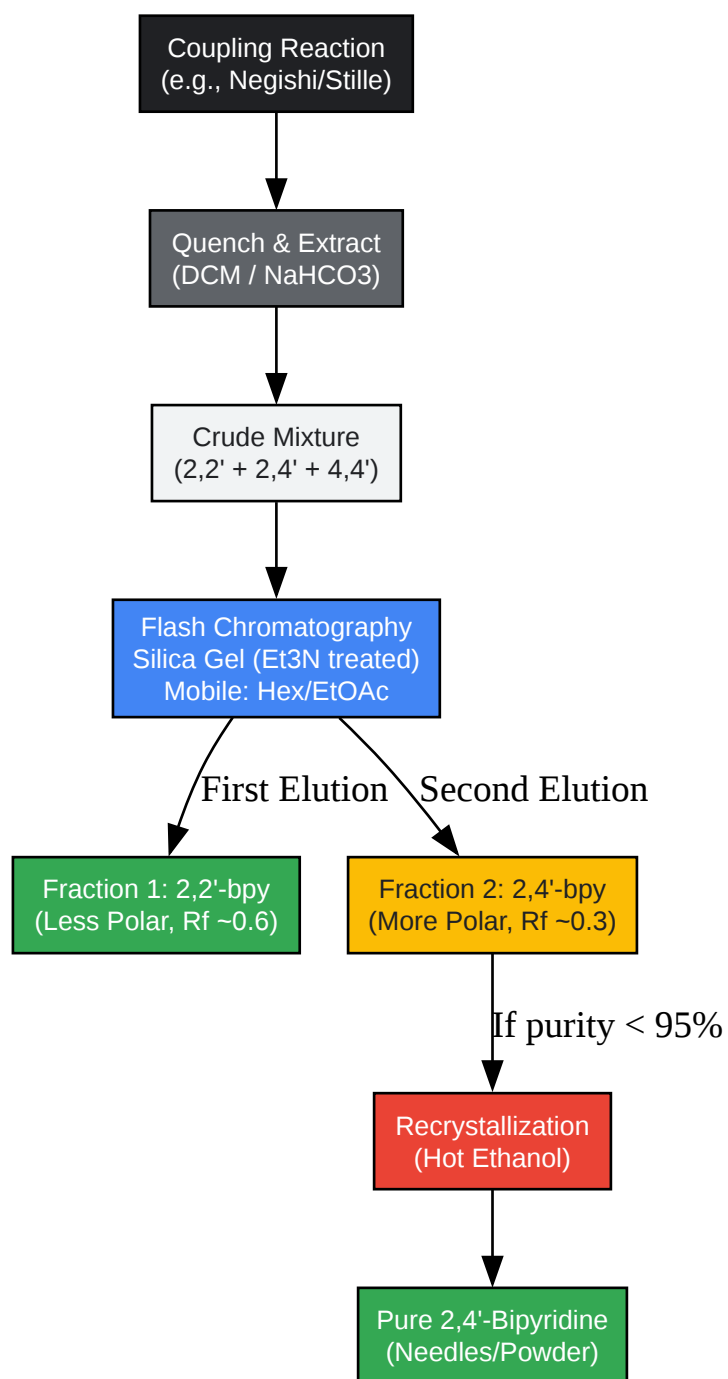 Coupling Reaction
(e.g., Negishi/Stille)
Quench & Extract
(DCM / NaHCO3)
Crude Mixture
(2,2' + 2,4' + 4,4')
Flash Chromatography
Silica Gel (Et3N treated)
Mobile: Hex/EtOAc
First Elution
Second Elution
Fraction 1: 2,2'-bpy
(Less Polar, Rf ~0.6)
Fraction 2: 2,4'-bpy
(More Polar, Rf ~0.3)
If purity < 95%
Recrystallization
(Hot Ethanol)
Pure 2,4'-Bipyridine
(Needles/Powder)